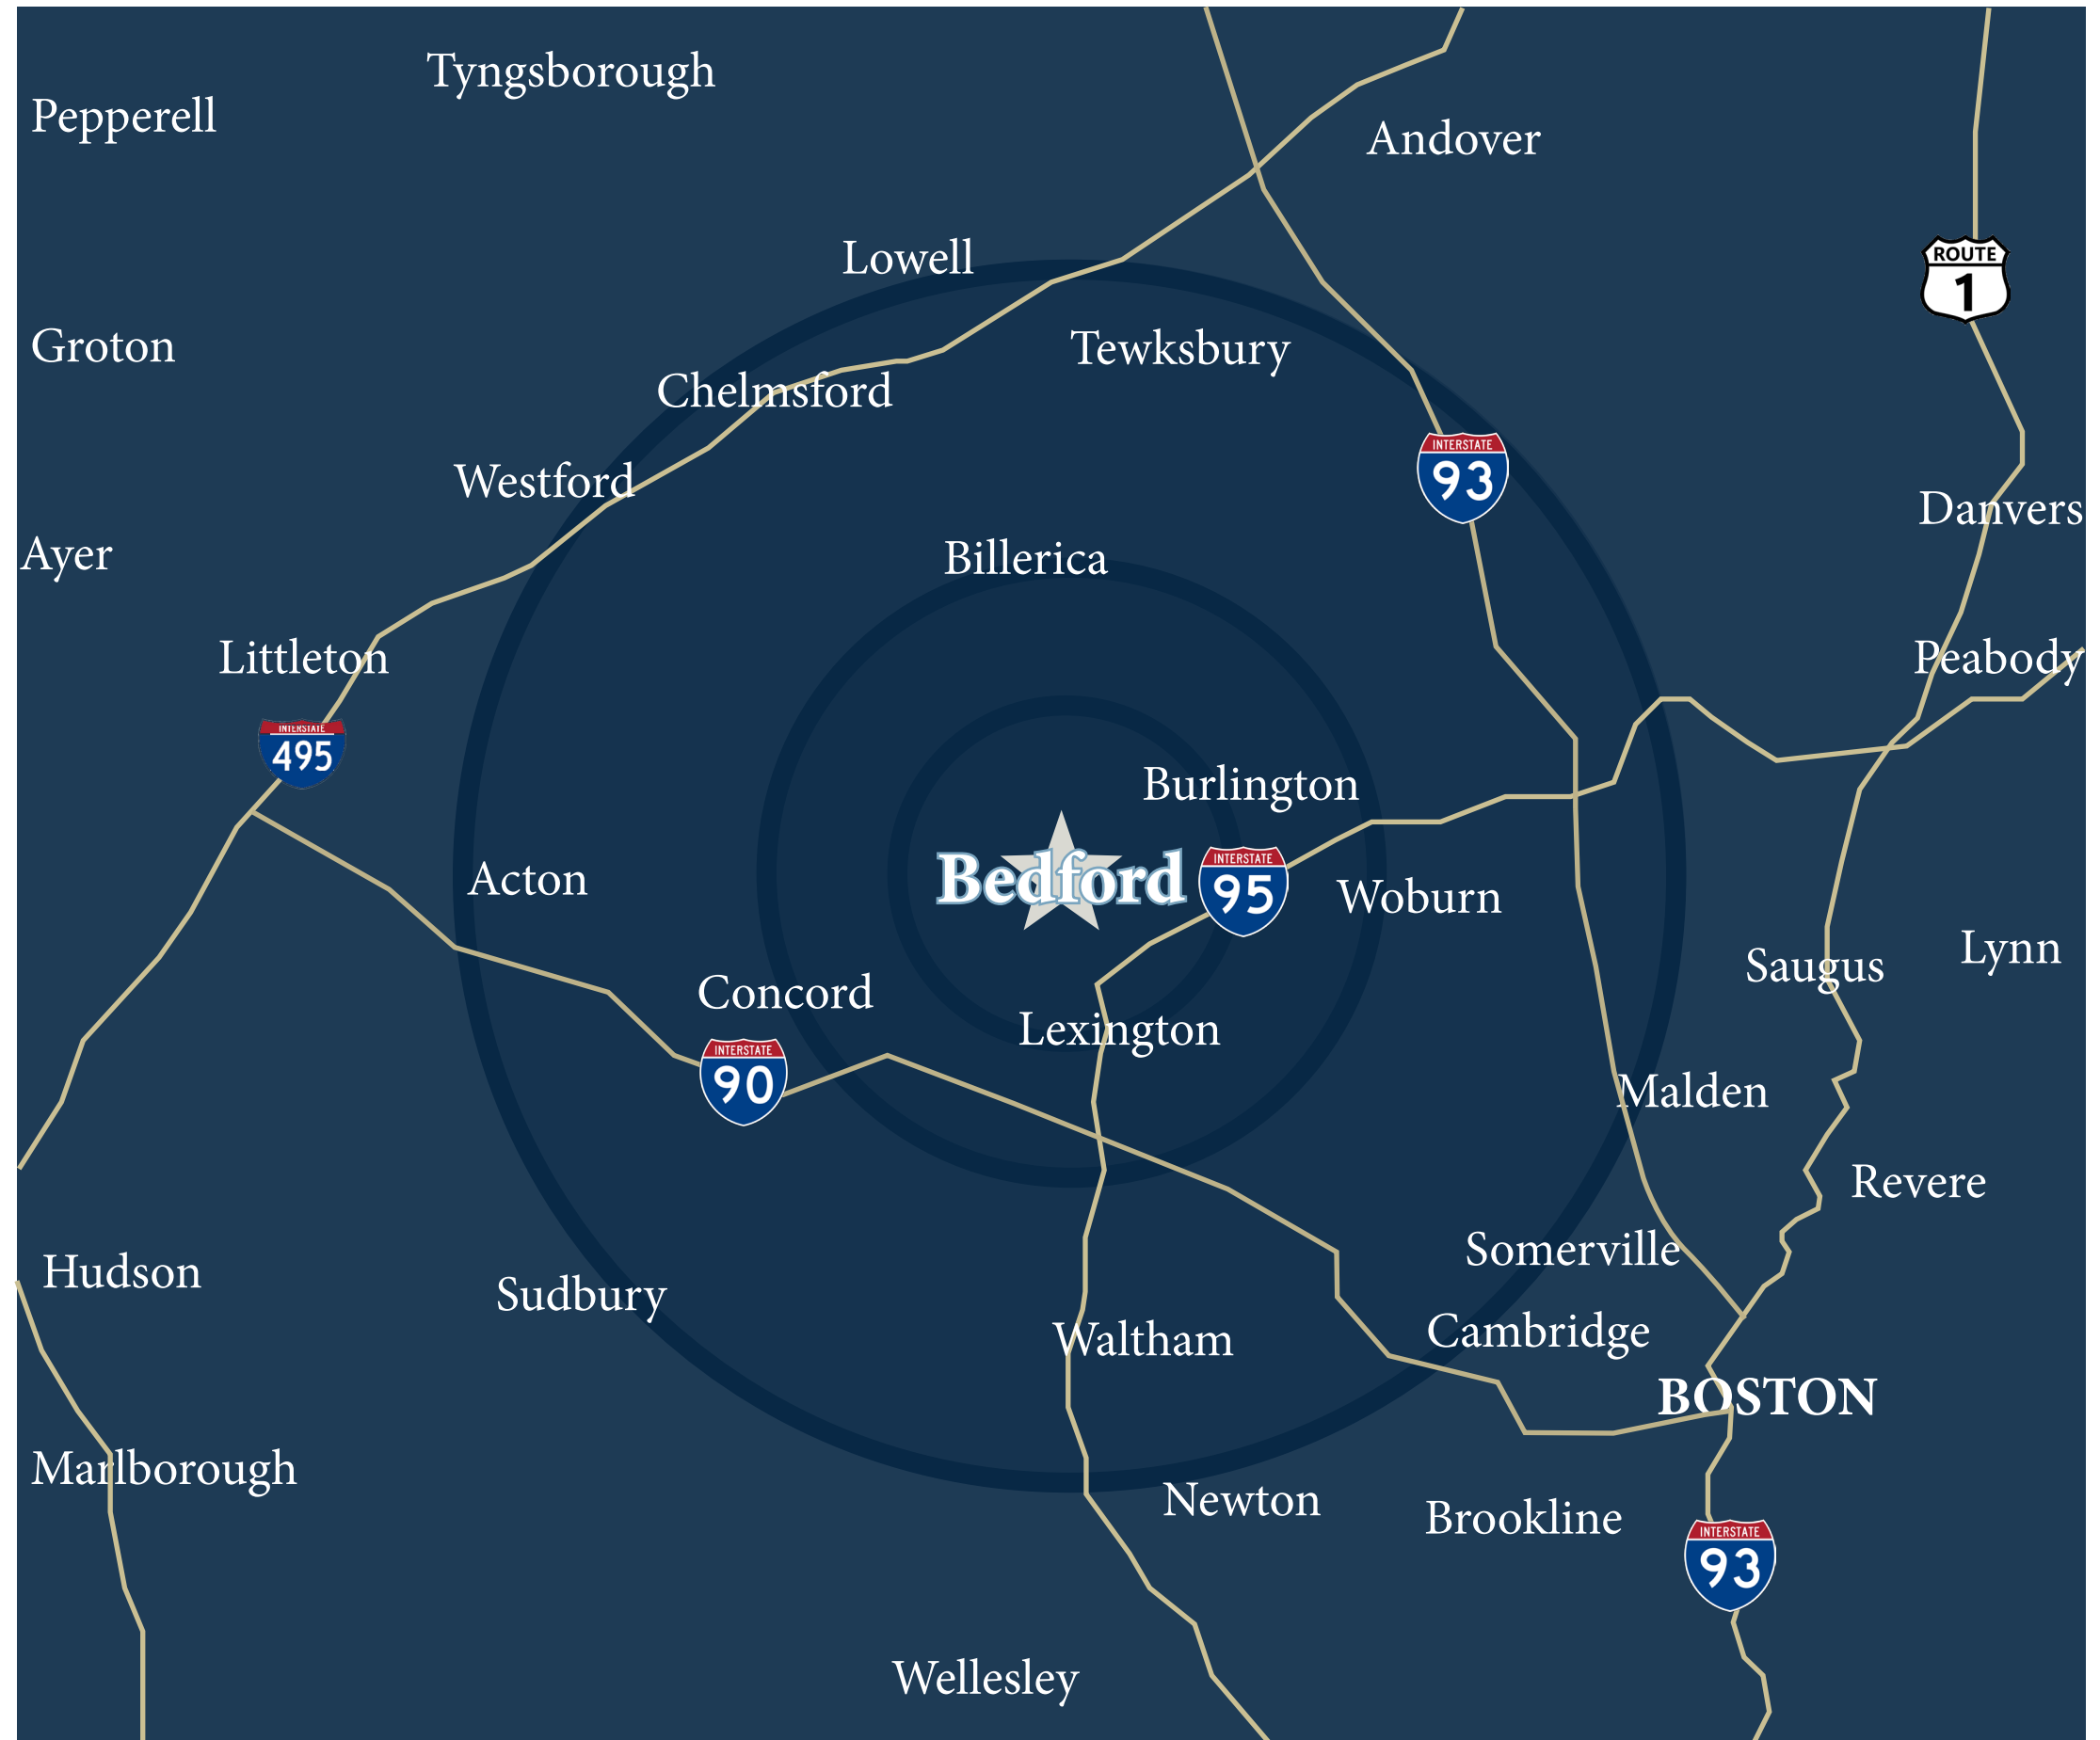 Tyngsborough
Pepperell
Andover
Lowell
ROUTE
1
Groton
Tewksbury
Chelmsford
INTERSTATE
93
Westford
Danvers
Ayer
Billerica
Littleton
Peabody
INTERSTATE
495
Burlington
Acton
Bedford
INTERSTATE
95
Woburn
Lynn
Saugus
Concord
Lexington
INTERSTATE
90
Malden
Revere
Somerville
Hudson
Sudbury
Waltham
Cambridge
BOSTON
Marlborough
Newton
Brookline
INTERSTATE
93
Wellesley